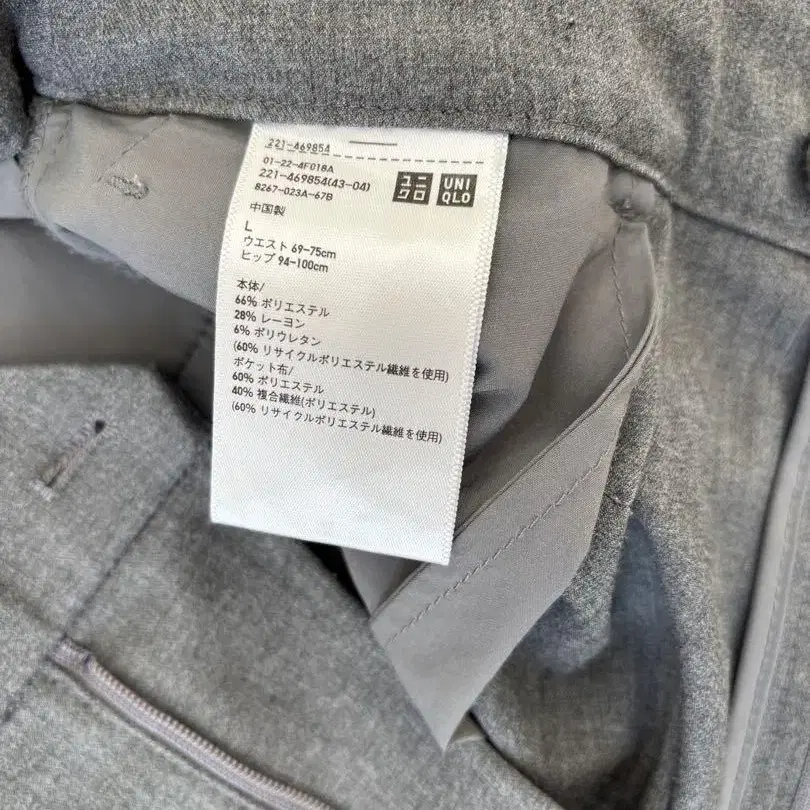 221-469854
01-22-4F018A
221-469854(43-04)
8267-023A-67B
ユニクロ
UNIQLO
中国製
L
ウエスト 69-75cm
ヒップ 94-100cm
本体/
66% ポリエステル
28% レーヨン
6% ポリウレタン
(60% リサイクルポリエステル繊維を使用)
ポケット布/
60% ポリエステル
40% 複合繊維(ポリエステル)
(60% リサイクルポリエステル繊維を使用)